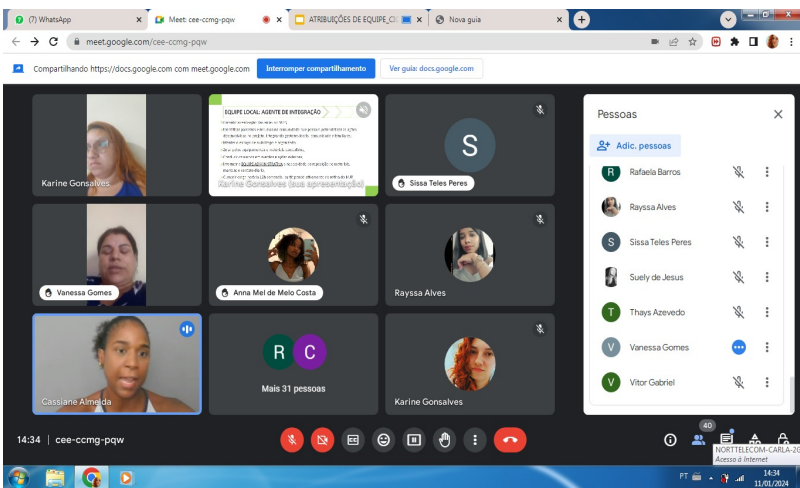 (7) WhatsApp
Meet: cee-ccmg-pqw
ATRIBUIÇÕES DE EQUIPE_CI
Nova guia
meet.google.com/cee-ccmg-pqw
Compartilhando https://docs.google.com com meet.google.com
Interromper compartilhamento
Ver guia: docs.google.com
Karine Gonsalves
EQUIPE LOCAL: AGENTE DE INTEGRAÇÃO
Karine Gonsalves (sua apresentação)
S
Sissa Teles Peres
Vanessa Gomes
Anna Mel de Melo Costa
Rayssa Alves
Cassiane Almeida
R C
Mais 31 pessoas
Karine Gonsalves
Pessoas
Adic. pessoas
R Rafaela Barros
Rayssa Alves
S Sissa Teles Peres
Suely de Jesus
T Thays Azevedo
V Vanessa Gomes
V Vitor Gabriel
14:34 | cee-ccmg-pqw
CC
40
NORTTELECOM-CARLA-2G
Acesso à Internet
PT
14:34
11/01/2024